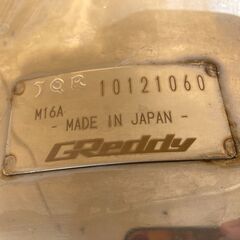 JQR 10121060
M16A
- MADE IN JAPAN -
GReddy